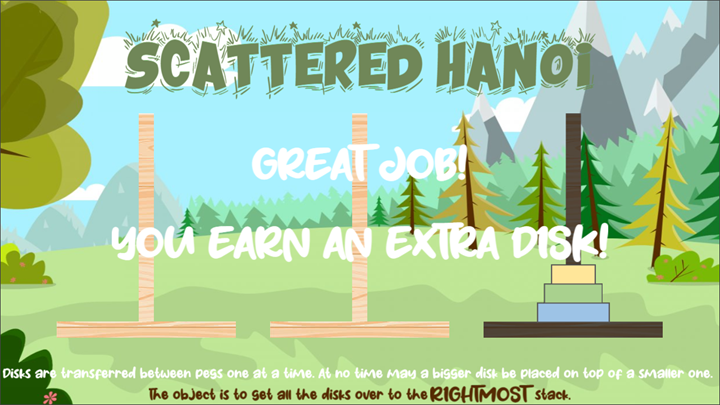 SCATTERED HANOi
GREAT JOB!
YOU EARN AN EXTRA DISK!
Disks are transferred between pegs one at a time. At no time may a bigger disk be placed on top of a smaller one.
The object is to get all the disks over to the RIGHTMOST stack.